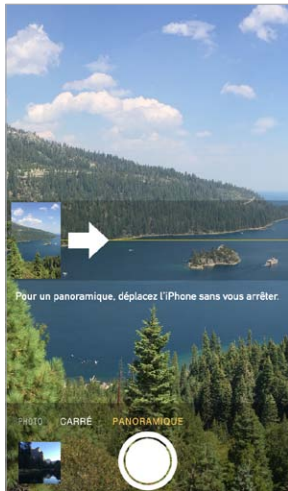 Pour un panoramique, déplacez l'iPhone sans vous arrêter.
PHOTO CARRÉ PANORAMIQUE